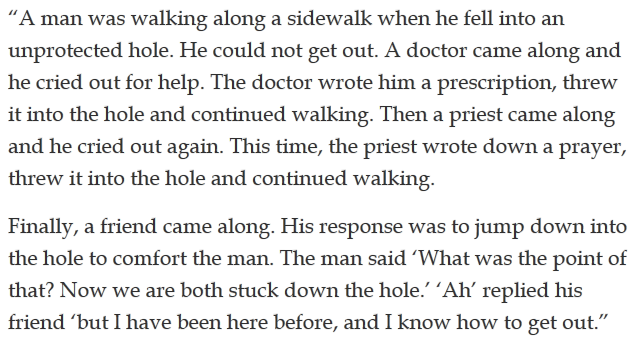 “A man was walking along a sidewalk when he fell into an
unprotected hole. He could not get out. A doctor came along and
he cried out for help. The doctor wrote him a prescription, threw
it into the hole and continued walking. Then a priest came along
and he cried out again. This time, the priest wrote down a prayer,
threw it into the hole and continued walking.
Finally, a friend came along. His response was to jump down into
the hole to comfort the man. The man said ‘What was the point of
that? Now we are both stuck down the hole.’ ‘Ah’ replied his
friend ‘but I have been here before, and I know how to get out.”